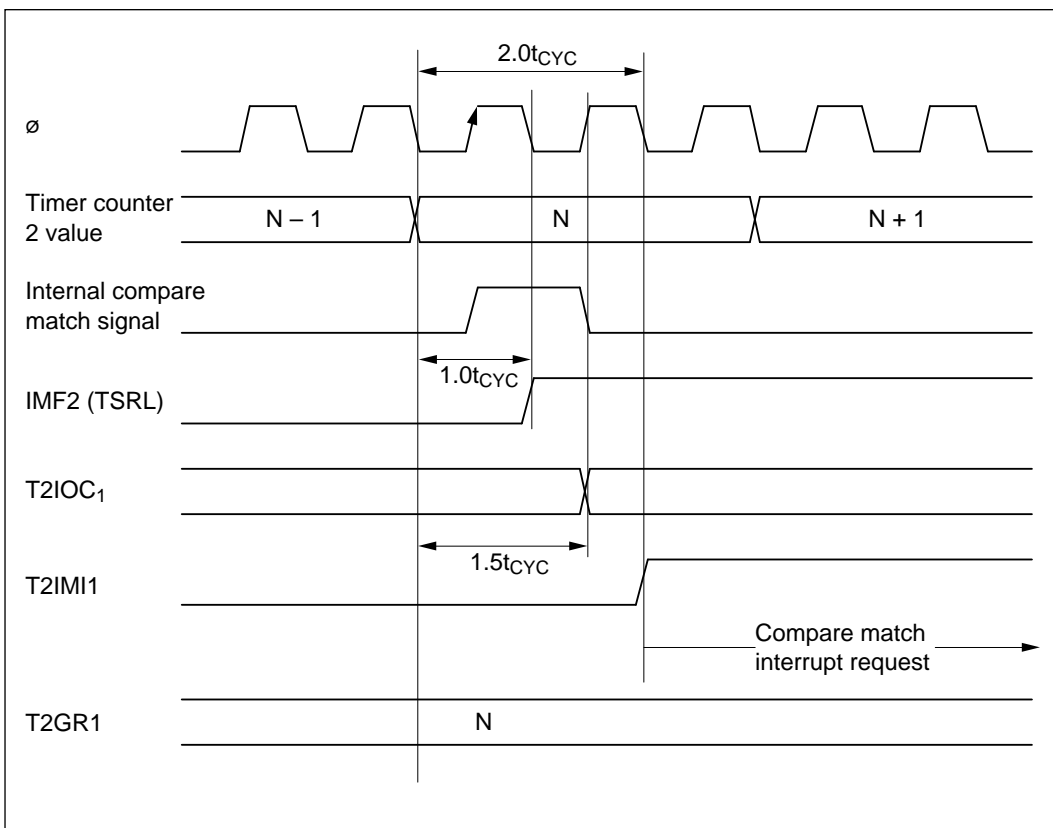 2.0tCYC
ø
Timer counter
2 value
N – 1
N
N + 1
Internal compare
match signal
1.0tCYC
IMF2 (TSRL)
T2IOC1
1.5tCYC
T2IMI1
Compare match
interrupt request
T2GR1
N